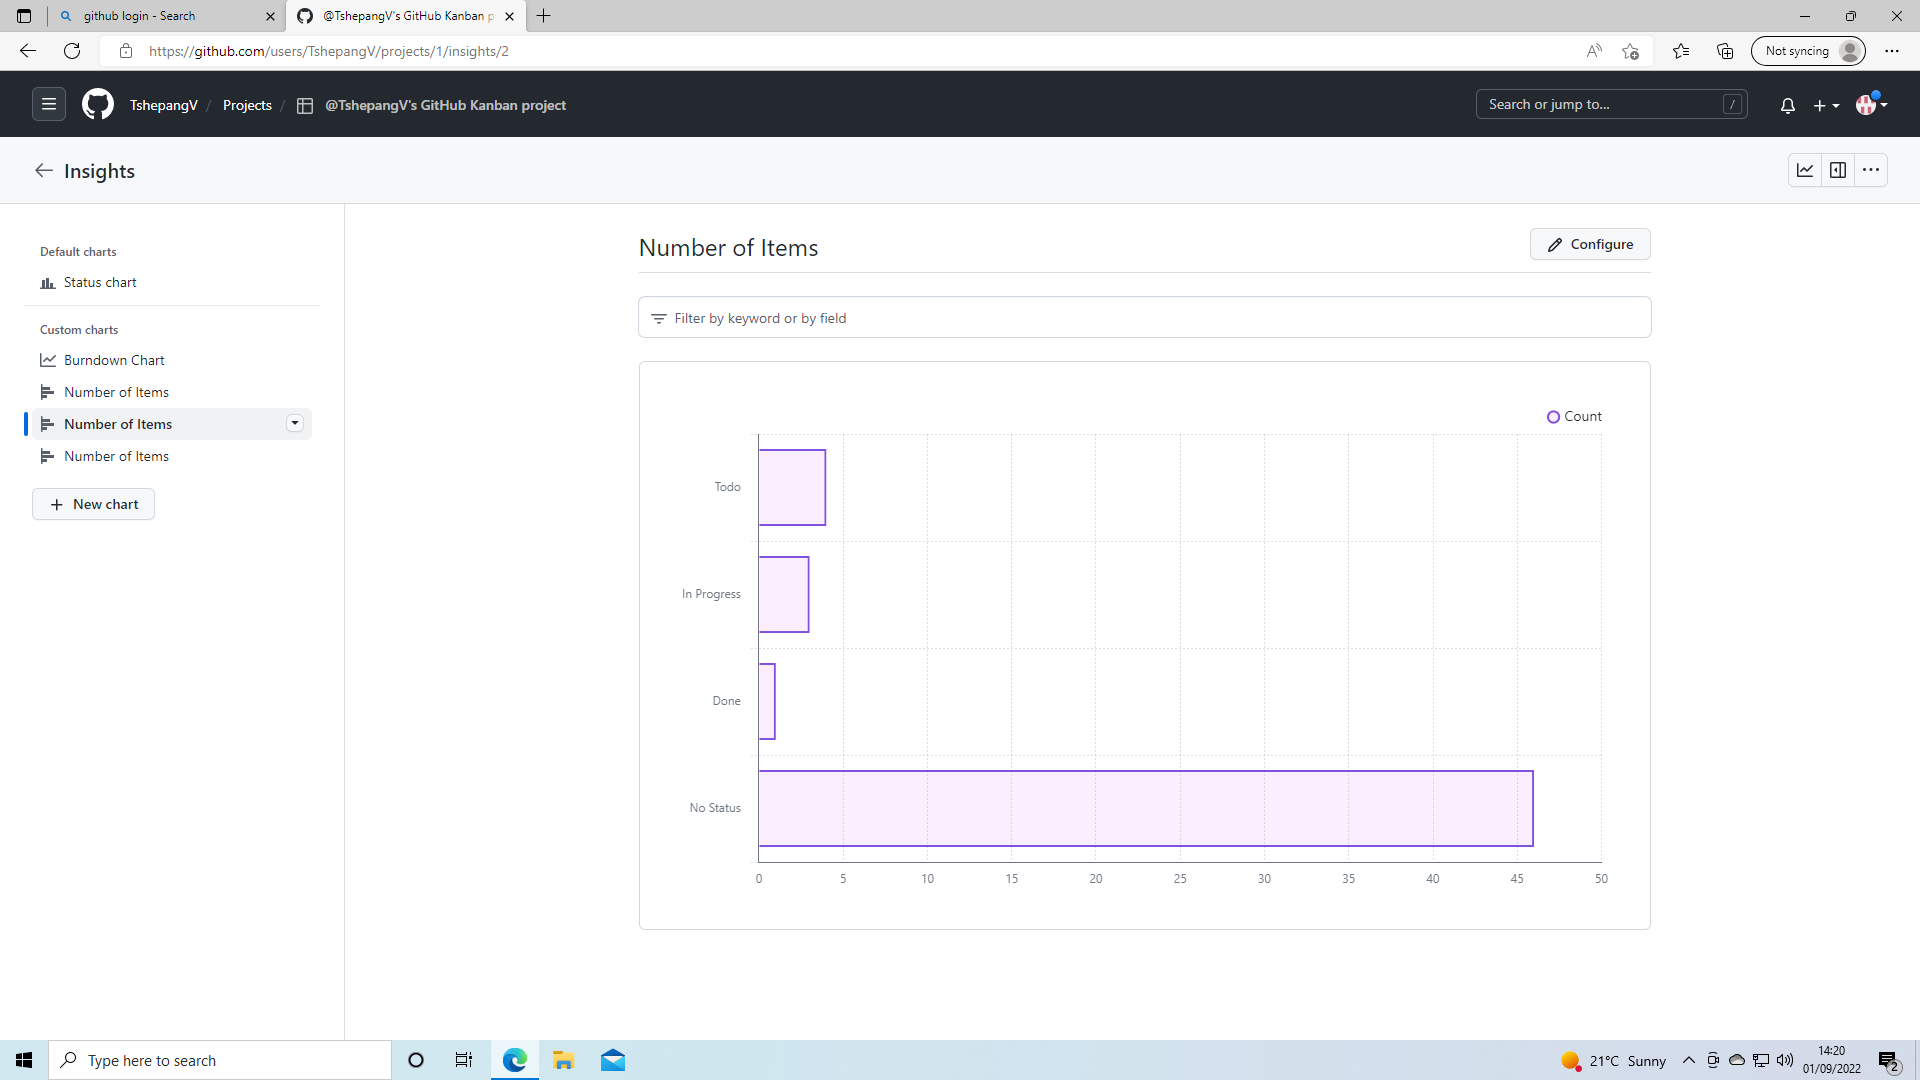 github login - Search
@TshepangV's GitHub Kanban p
https://github.com/users/TshepangV/projects/1/insights/2
Not syncing
TshepangV / Projects / @TshepangV's GitHub Kanban project
Search or jump to... /
Insights
Default charts
Status chart
Custom charts
Burndown Chart
Number of Items
Number of Items
Number of Items
New chart
Number of Items
Configure
Filter by keyword or by field
Count
Todo
In Progress
Done
No Status
0 5 10 15 20 25 30 35 40 45 50
Type here to search
21°C Sunny
14:20
01/09/2022
2